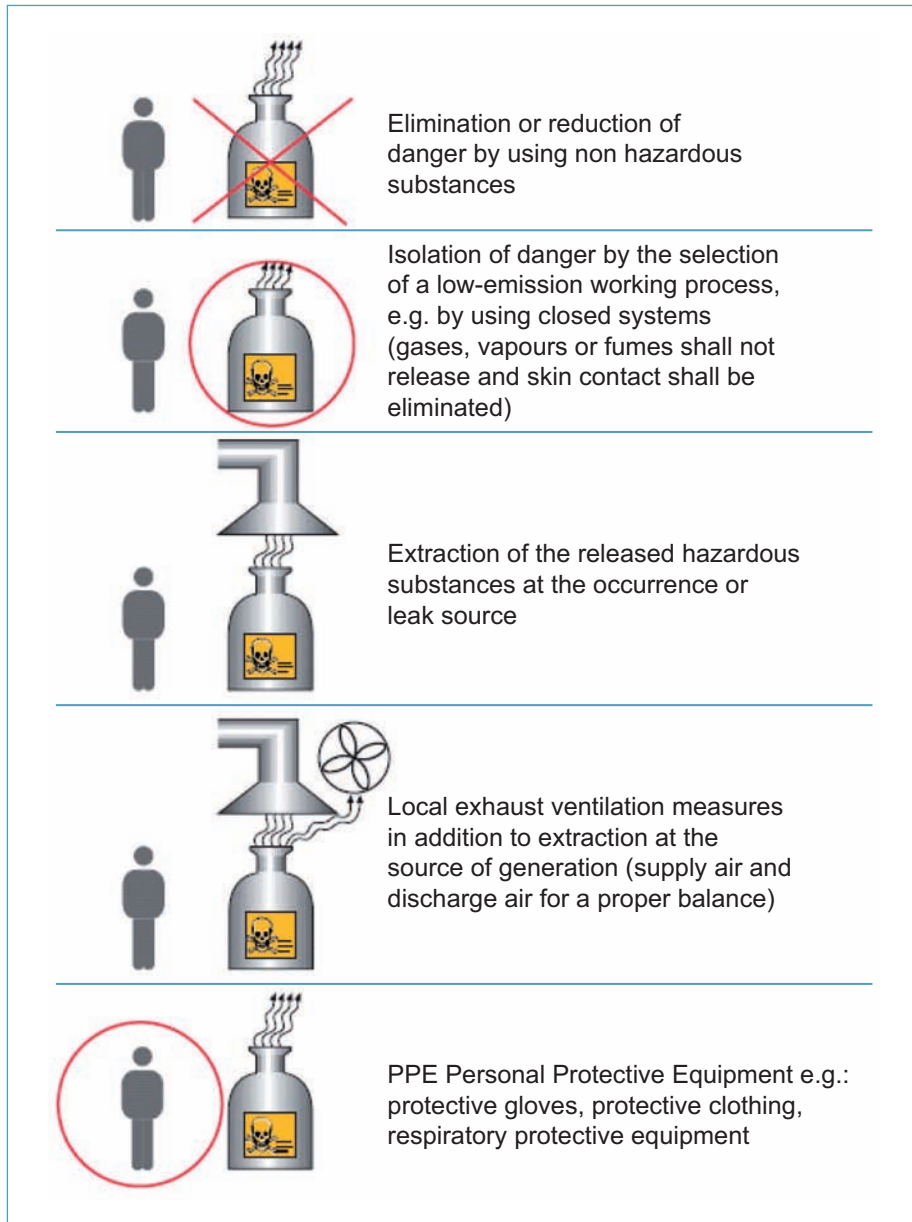 Elimination or reduction of
danger by using non hazardous
substances
Isolation of danger by the selection
of a low-emission working process,
e.g. by using closed systems
(gases, vapours or fumes shall not
release and skin contact shall be
eliminated)
Extraction of the released hazardous
substances at the occurrence or
leak source
Local exhaust ventilation measures
in addition to extraction at the
source of generation (supply air and
discharge air for a proper balance)
PPE Personal Protective Equipment e.g.:
protective gloves, protective clothing,
respiratory protective equipment